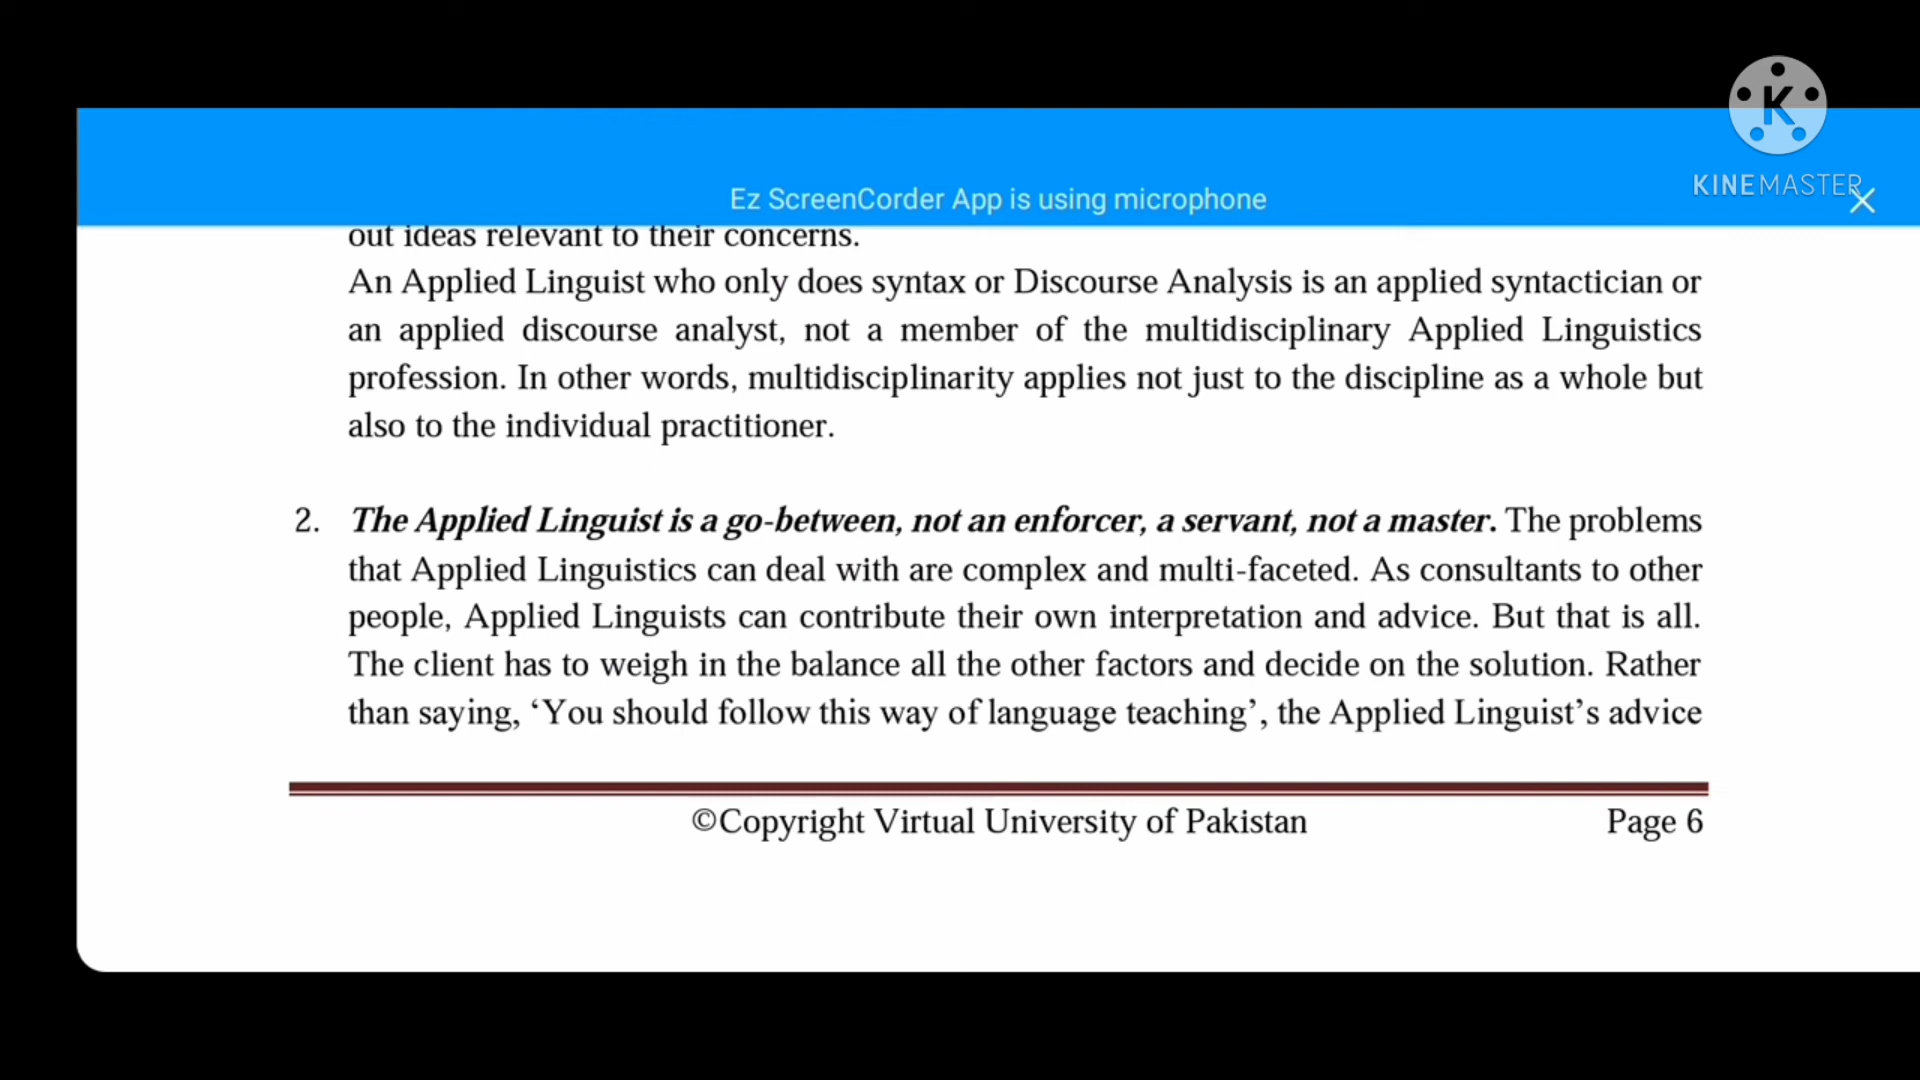 K
KINEMASTER
Ez ScreenCorder App is using microphone
out ideas relevant to their concerns.
An Applied Linguist who only does syntax or Discourse Analysis is an applied syntactician or
an applied discourse analyst, not a member of the multidisciplinary Applied Linguistics
profession. In other words, multidisciplinarity applies not just to the discipline as a whole but
also to the individual practitioner.
2. The Applied Linguist is a go-between, not an enforcer, a servant, not a master. The problems
that Applied Linguistics can deal with are complex and multi-faceted. As consultants to other
people, Applied Linguists can contribute their own interpretation and advice. But that is all.
The client has to weigh in the balance all the other factors and decide on the solution. Rather
than saying, ‘You should follow this way of language teaching’, the Applied Linguist’s advice
©Copyright Virtual University of Pakistan
Page 6